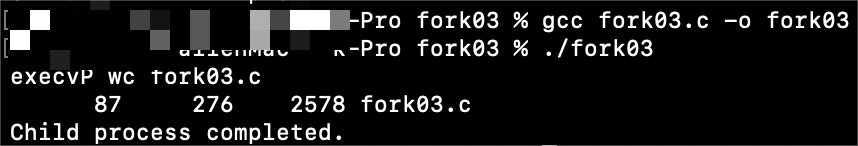 -Pro fork03 % gcc fork03.c -o fork03
-Pro fork03 % ./fork03
execvP wc fork03.c
87 276 2578 fork03.c
Child process completed.